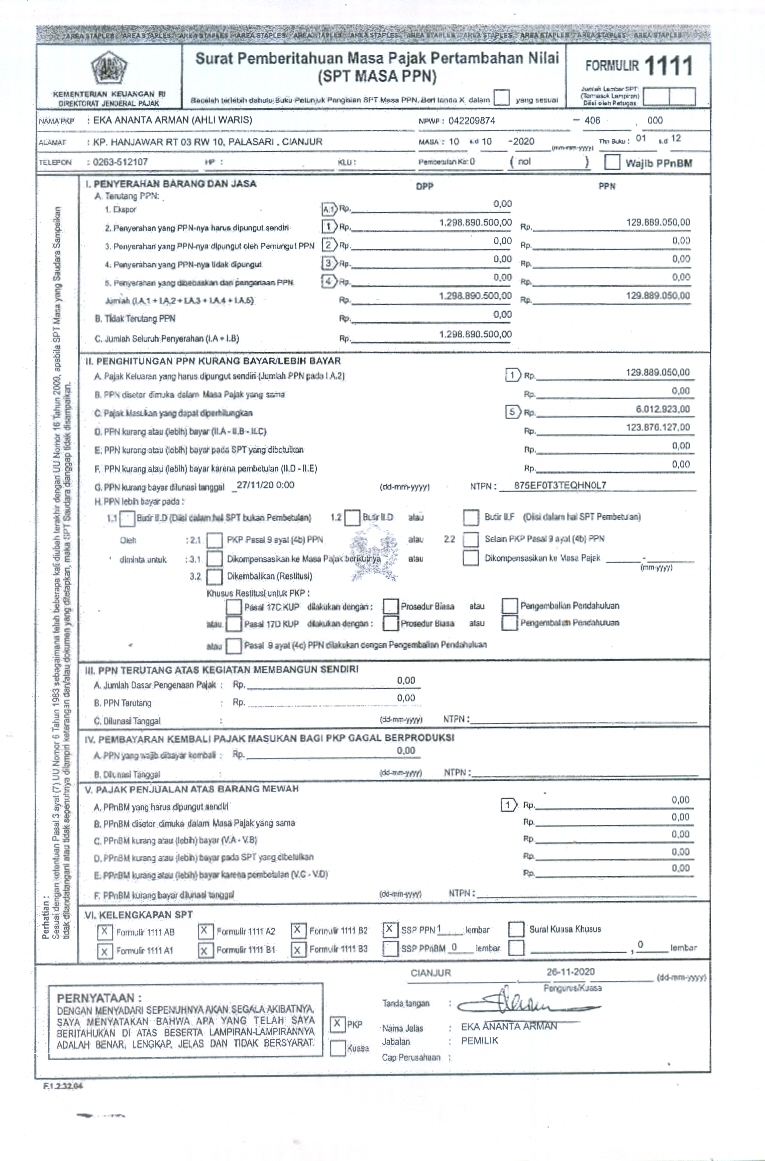 AREA STAPLES AREA STAPLES AREA STAPLES AREA STAPLES AREA STAPLES AREA STAPLES AREA STAPLES
KEMENTERIAN KEUANGAN RI
DIREKTORAT JENDERAL PAJAK
Surat Pemberitahuan Masa Pajak Pertambahan Nilai
(SPT MASA PPN)
Bacalah terlebih dahulu Buku Petunjuk Pengisian SPT Masa PPN, Beri tanda X dalam yang sesuai
FORMULIR 1111
Jumlah Lembar SPT:
(Termasuk Lampiran)
Diisi oleh Petugas
NAMA PKP : EKA ANANTA ARMAN (AHLI WARIS) NPWP : 042209874 – 406 . 000
ALAMAT : KP. HANJAWAR RT 03 RW 10, PALASARI , CIANJUR MASA : 10 s.d 10 -2020 (mm-mm-yyyy) Thn Buku : 01 s.d 12
TELEPON : 0263-512107 HP : KLU : Pembetulan Ke: 0 ( nol ) Wajib PPnBM
I. PENYERAHAN BARANG DAN JASA DPP PPN
A. Terutang PPN:
1. Ekspor A.1 Rp. 0,00
2. Penyerahan yang PPN-nya harus dipungut sendiri 1 Rp. 1.298.890.500,00 Rp. 129.889.050,00
3. Penyerahan yang PPN-nya dipungut oleh Pemungut PPN 2 Rp. 0,00 Rp. 0,00
4. Penyerahan yang PPN-nya tidak dipungut 3 Rp. 0,00 Rp. 0,00
5. Penyerahan yang dibebaskan dari pengenaan PPN 4 Rp. 0,00 Rp. 0,00
Jumlah (I.A.1 + I.A.2 + I.A.3 + I.A.4 + I.A.5) Rp. 1.298.890.500,00 Rp. 129.889.050,00
B. Tidak Terutang PPN Rp. 0,00
C. Jumlah Seluruh Penyerahan (I.A + I.B) Rp. 1.298.890.500,00
II. PENGHITUNGAN PPN KURANG BAYAR/LEBIH BAYAR
A. Pajak Keluaran yang harus dipungut sendiri (Jumlah PPN pada I.A.2) 1 Rp. 129.889.050,00
B. PPN disetor dimuka dalam Masa Pajak yang sama Rp. 0,00
C. Pajak Masukan yang dapat diperhitungkan 5 Rp. 6.012.923,00
D. PPN kurang atau (lebih) bayar (II.A - II.B - II.C) Rp. 123.876.127,00
E. PPN kurang atau (lebih) bayar pada SPT yang dibetulkan Rp. 0,00
F. PPN kurang atau (lebih) bayar karena pembetulan (II.D - II.E) Rp. 0,00
G. PPN kurang bayar dilunasi tanggal 27/11/20 0:00 (dd-mm-yyyy) NTPN : 875EF0T3TEQHN0L7
H. PPN lebih bayar pada :
1.1 Butir II.D (Diisi dalam hal SPT bukan Pembetulan) 1.2 Butir II.D atau Butir II.F (Diisi dalam hal SPT Pembetulan)
Oleh : 2.1 PKP Pasal 9 ayat (4b) PPN atau 2.2 Selain PKP Pasal 9 ayat (4b) PPN
diminta untuk : 3.1 Dikompensasikan ke Masa Pajak berikutnya atau Dikompensasikan ke Masa Pajak - (mm-yyyy)
3.2 Dikembalikan (Restitusi)
Khusus Restitusi untuk PKP :
Pasal 17C KUP dilakukan dengan : Prosedur Biasa atau Pengembalian Pendahuluan
atau Pasal 17D KUP dilakukan dengan : Prosedur Biasa atau Pengembalian Pendahuluan
atau Pasal 9 ayat (4c) PPN dilakukan dengan Pengembalian Pendahuluan
III. PPN TERUTANG ATAS KEGIATAN MEMBANGUN SENDIRI
A. Jumlah Dasar Pengenaan Pajak : Rp. 0,00
B. PPN Terutang : Rp. 0,00
C. Dilunasi Tanggal : (dd-mm-yyyy) NTPN :
IV. PEMBAYARAN KEMBALI PAJAK MASUKAN BAGI PKP GAGAL BERPRODUKSI
A. PPN yang wajib dibayar kembali : Rp. 0,00
B. Dilunasi Tanggal : (dd-mm-yyyy) NTPN :
V. PAJAK PENJUALAN ATAS BARANG MEWAH
A. PPnBM yang harus dipungut sendiri 1 Rp. 0,00
B. PPnBM disetor dimuka dalam Masa Pajak yang sama Rp. 0,00
C. PPnBM kurang atau (lebih) bayar (V.A - V.B) Rp. 0,00
D. PPnBM kurang atau (lebih) bayar pada SPT yang dibetulkan Rp. 0,00
E. PPnBM kurang atau (lebih) bayar karena pembetulan (V.C - V.D) Rp. 0,00
F. PPnBM kurang bayar dilunasi tanggal (dd-mm-yyyy) NTPN :
VI. KELENGKAPAN SPT
X Formulir 1111 AB X Formulir 1111 A2 X Formulir 1111 B2 X SSP PPN 1 lembar Surat Kuasa Khusus
X Formulir 1111 A1 X Formulir 1111 B1 X Formulir 1111 B3 SSP PPnBM 0 lembar , 0 lembar
CIANJUR 26-11-2020 (dd-mm-yyyy)
Pengurus/Kuasa
PERNYATAAN :
DENGAN MENYADARI SEPENUHNYA AKAN SEGALA AKIBATNYA,
SAYA MENYATAKAN BAHWA APA YANG TELAH SAYA
BERITAHUKAN DI ATAS BESERTA LAMPIRAN-LAMPIRANNYA
ADALAH BENAR, LENGKAP, JELAS DAN TIDAK BERSYARAT.
X PKP
Kuasa
Tanda tangan :
Nama Jelas : EKA ANANTA ARMAN
Jabatan : PEMILIK
Cap Perusahaan :
Perhatian :
Sesuai dengan ketentuan Pasal 3 ayat (7) UU Nomor 6 Tahun 1983 sebagaimana telah beberapa kali diubah terakhir dengan UU Nomor 16 Tahun 2009, apabila SPT Masa yang Saudara Sampaikan
tidak ditandatangani atau tidak sepenuhnya dilampiri keterangan dan/atau dokumen yang ditetapkan, maka SPT Saudara dianggap tidak disampaikan.
F.1.2.32.04